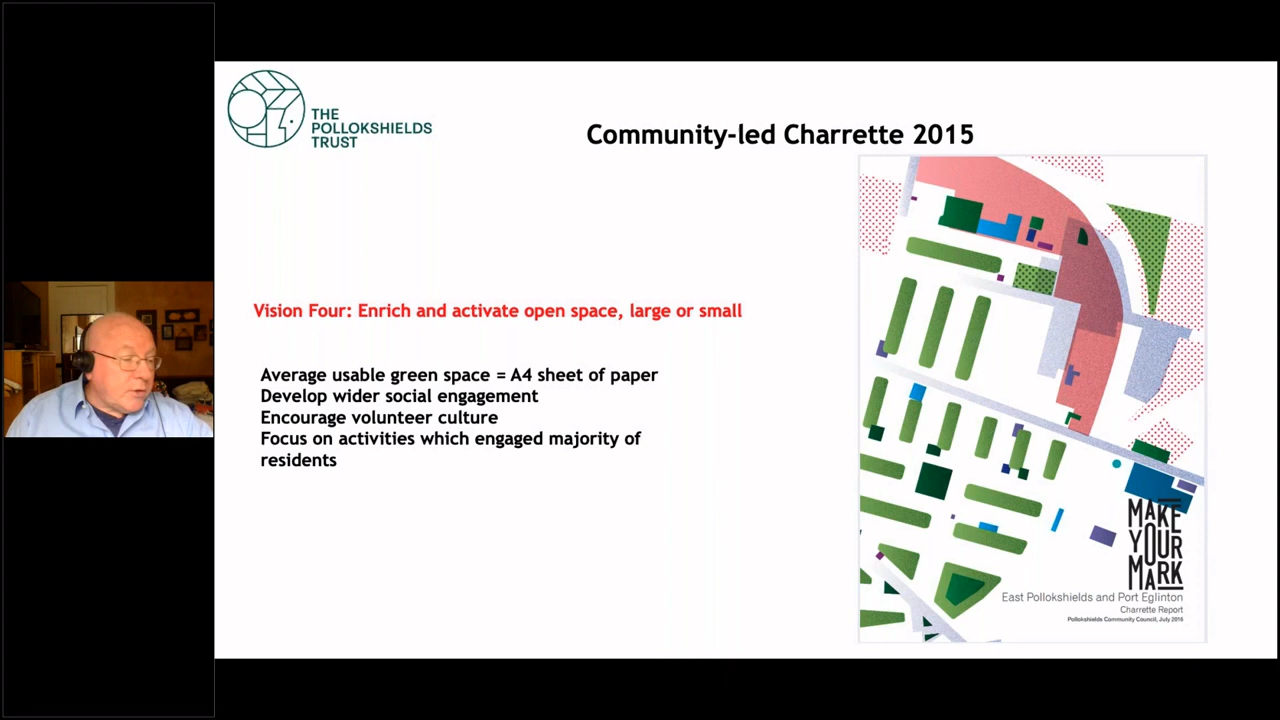 THE
POLLOKSHIELDS
TRUST
Community-led Charrette 2015
Vision Four: Enrich and activate open space, large or small
Average usable green space = A4 sheet of paper
Develop wider social engagement
Encourage volunteer culture
Focus on activities which engaged majority of
residents
MAKE
YOUR
MARK
East Pollokshields and Port Eglinton
Charrette Report
Pollokshields Community Council, July 2016